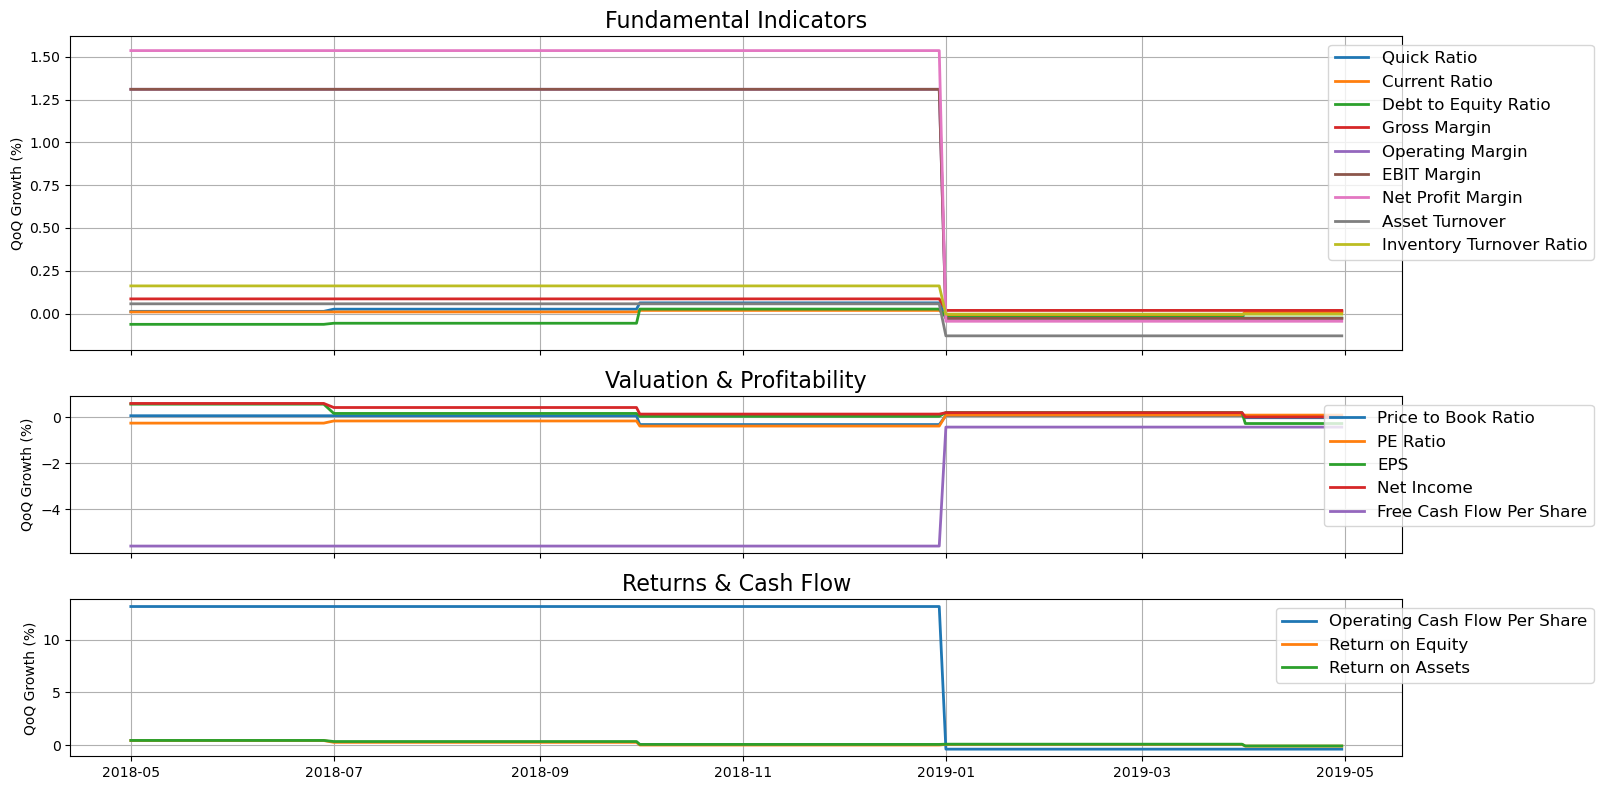 Fundamental Indicators
QoQ Growth (%)
1.50
1.25
1.00
0.75
0.50
0.25
0.00
Quick Ratio
Current Ratio
Debt to Equity Ratio
Gross Margin
Operating Margin
EBIT Margin
Net Profit Margin
Asset Turnover
Inventory Turnover Ratio
Valuation & Profitability
QoQ Growth (%)
0
−2
−4
Price to Book Ratio
PE Ratio
EPS
Net Income
Free Cash Flow Per Share
Returns & Cash Flow
QoQ Growth (%)
10
5
0
Operating Cash Flow Per Share
Return on Equity
Return on Assets
2018-05 2018-07 2018-09 2018-11 2019-01 2019-03 2019-05